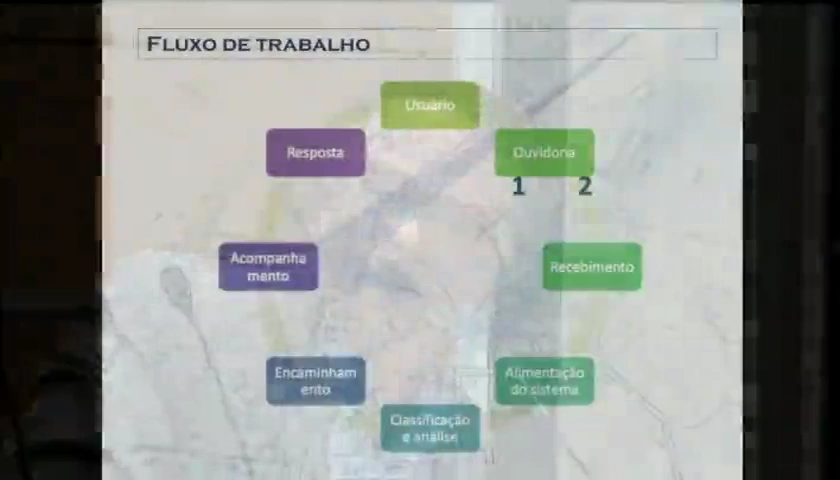 FLUXO DE TRABALHO
Usuário
Resposta
Ouvidoria
1 2
Acompanha
mento
Recebimento
Encaminham
ento
Alimentação
do sistema
Classificação
e análise